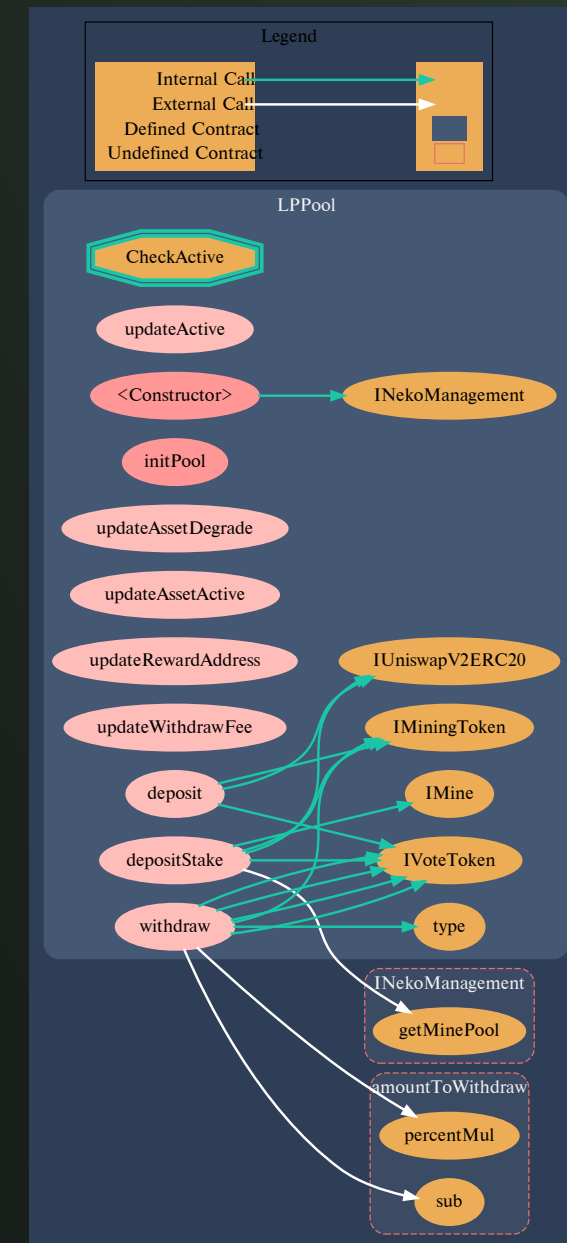 Legend
Internal Call
External Call
Defined Contract
Undefined Contract
LPPool
CheckActive
updateActive
<Constructor> INekoManagement
initPool
updateAssetDegrade
updateAssetActive
updateRewardAddress IUniswapV2ERC20
updateWithdrawFee IMiningToken
deposit IMine
depositStake IVoteToken
withdraw type
INekoManagement
getMinePool
amountToWithdraw
percentMul
sub